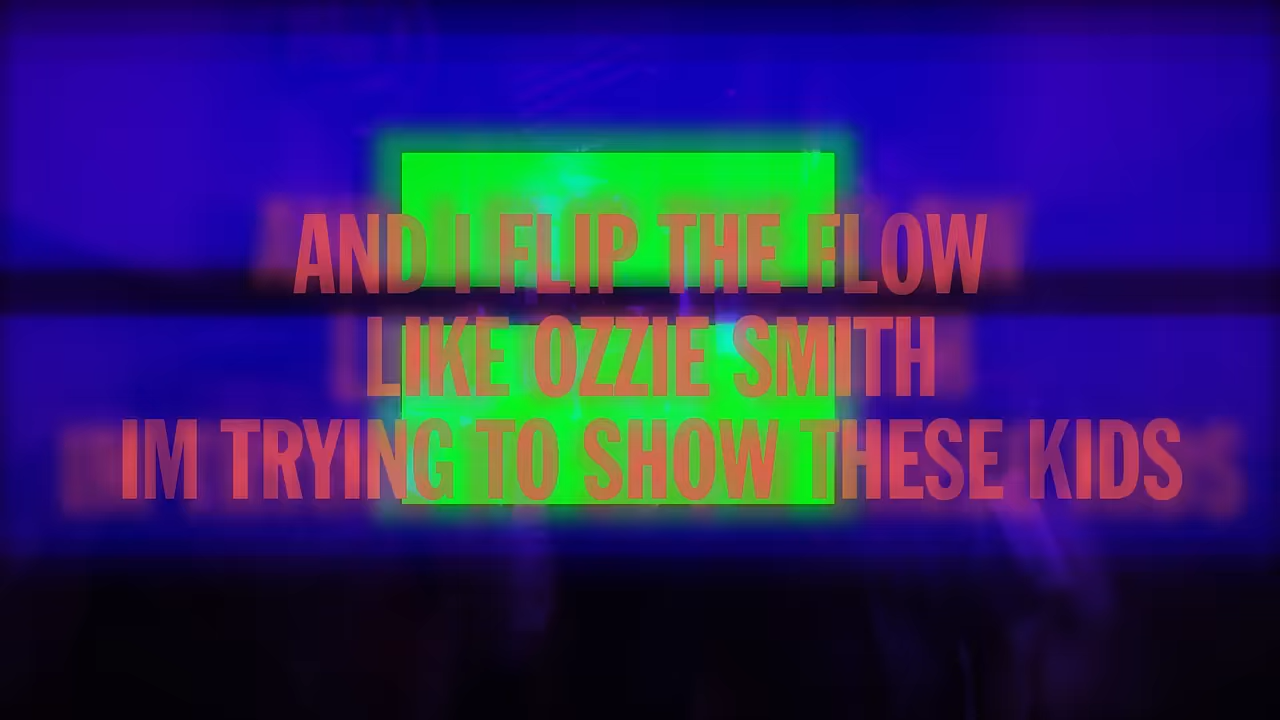 AND I FLIP THE FLOW
LIKE OZZIE SMITH
IM TRYING TO SHOW THESE KIDS